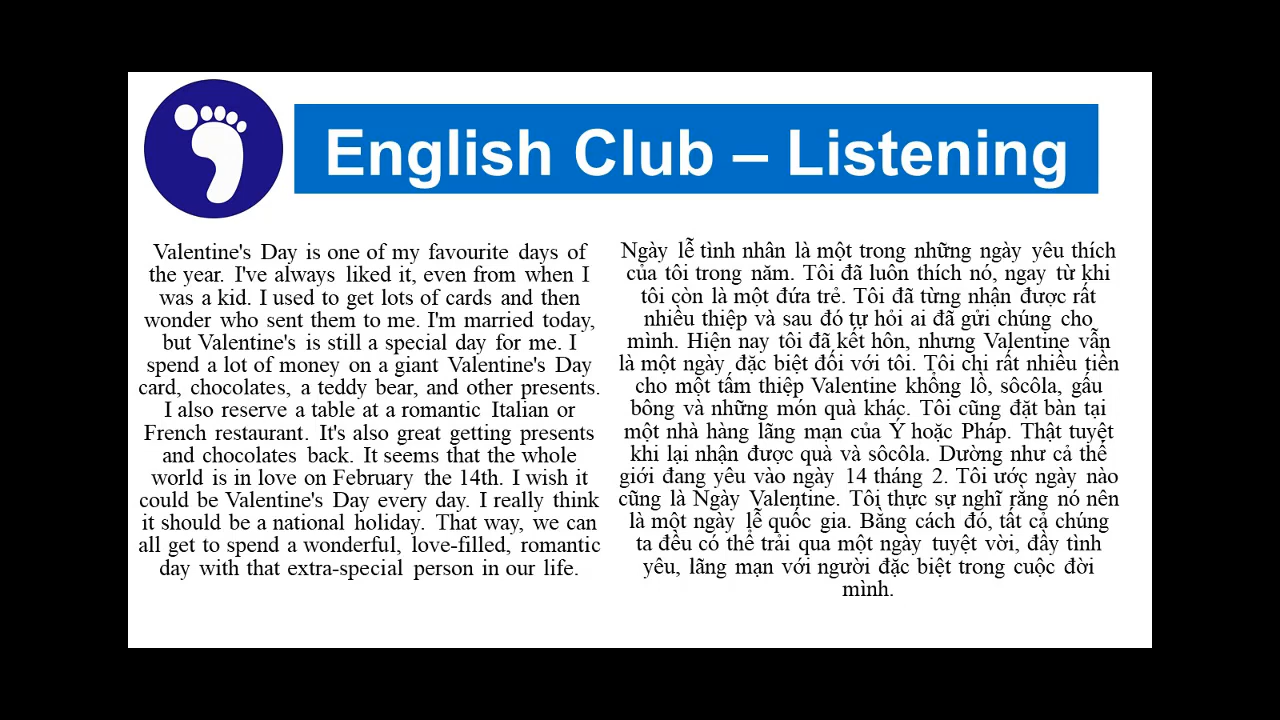 English Club – Listening
Valentine's Day is one of my favourite days of
the year. I've always liked it, even from when I
was a kid. I used to get lots of cards and then
wonder who sent them to me. I'm married today,
but Valentine's is still a special day for me. I
spend a lot of money on a giant Valentine's Day
card, chocolates, a teddy bear, and other presents.
I also reserve a table at a romantic Italian or
French restaurant. It's also great getting presents
and chocolates back. It seems that the whole
world is in love on February the 14th. I wish it
could be Valentine's Day every day. I really think
it should be a national holiday. That way, we can
all get to spend a wonderful, love-filled, romantic
day with that extra-special person in our life.
Ngày lễ tình nhân là một trong những ngày yêu thích
của tôi trong năm. Tôi đã luôn thích nó, ngay từ khi
tôi còn là một đứa trẻ. Tôi đã từng nhận được rất
nhiều thiệp và sau đó tự hỏi ai đã gửi chúng cho
mình. Hiện nay tôi đã kết hôn, nhưng Valentine vẫn
là một ngày đặc biệt đối với tôi. Tôi chi rất nhiều tiền
cho một tấm thiệp Valentine khổng lồ, sôcôla, gấu
bông và những món quà khác. Tôi cũng đặt bàn tại
một nhà hàng lãng mạn của Ý hoặc Pháp. Thật tuyệt
khi lại nhận được quà và sôcôla. Dường như cả thế
giới đang yêu vào ngày 14 tháng 2. Tôi ước ngày nào
cũng là Ngày Valentine. Tôi thực sự nghĩ rằng nó nên
là một ngày lễ quốc gia. Bằng cách đó, tất cả chúng
ta đều có thể trải qua một ngày tuyệt vời, đầy tình
yêu, lãng mạn với người đặc biệt trong cuộc đời
mình.